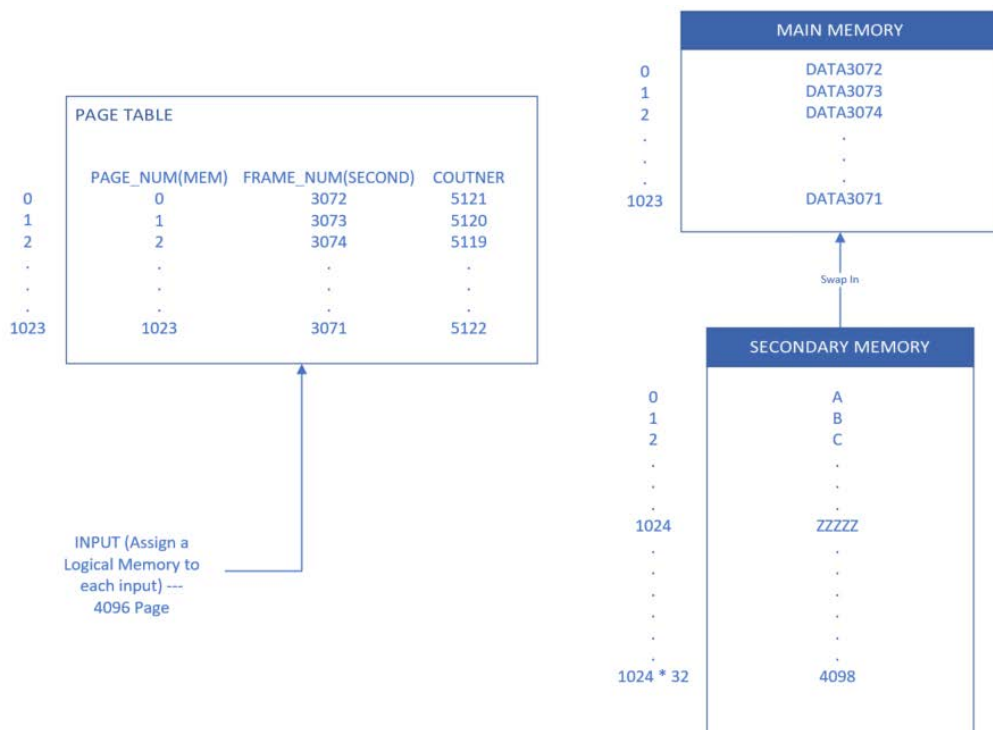 PAGE TABLE
PAGE_NUM(MEM) FRAME_NUM(SECOND) COUTNER
0 0 3072 5121
1 1 3073 5120
2 2 3074 5119
. . . .
. . . .
. . . .
1023 1023 3071 5122
INPUT (Assign a
Logical Memory to
each input) ---
4096 Page
MAIN MEMORY
0 DATA3072
1 DATA3073
2 DATA3074
. .
. .
. .
1023 DATA3071
Swap In
SECONDARY MEMORY
0 A
1 B
2 C
. .
. .
. .
1024 ZZZZZ
. .
. .
. .
. .
. .
. .
1024 * 32 4098